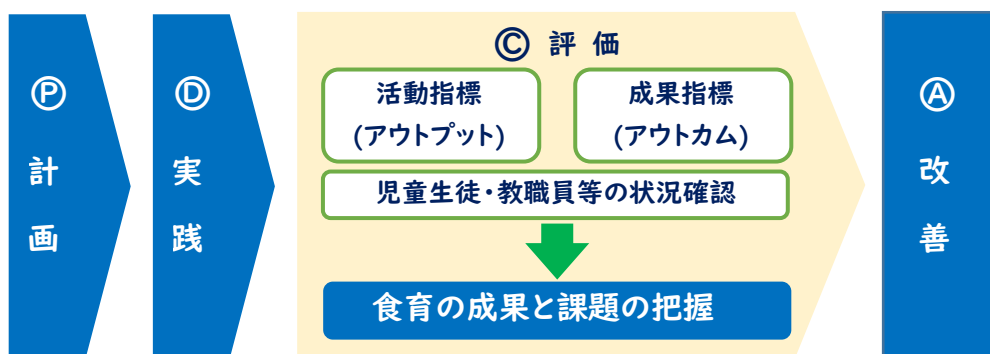 Ⓟ
計
画
Ⓓ
実
践
Ⓒ 評 価
活動指標
(アウトプット)
成果指標
(アウトカム)
児童生徒・教職員等の状況確認
食育の成果と課題の把握
Ⓐ
改
善